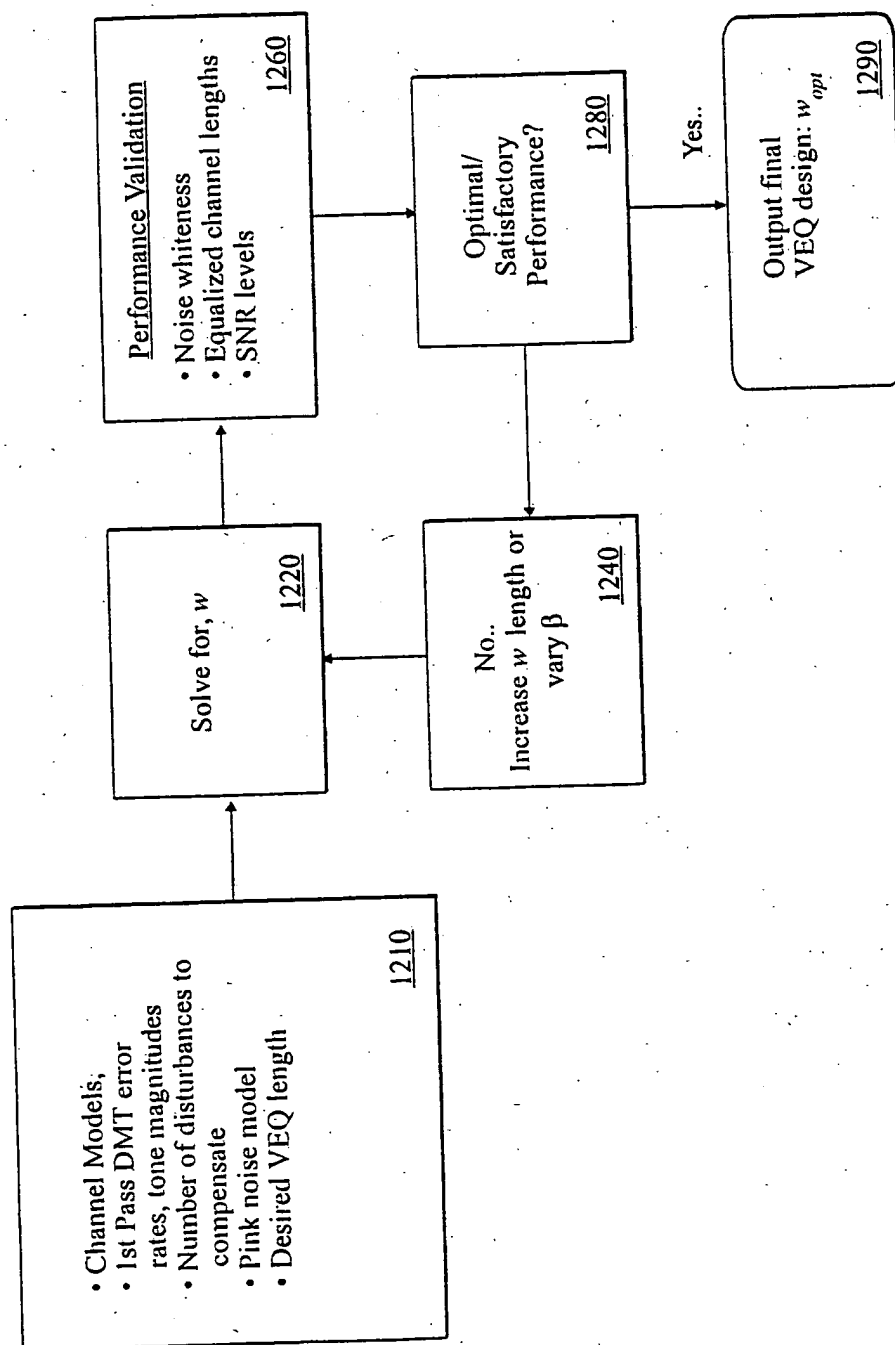 • Channel Models,
• 1st Pass DMT error
rates, tone magnitudes
• Number of disturbances to
compensate
• Pink noise model
• Desired VEQ length
1210
Solve for, w
1220
Performance Validation
• Noise whiteness
• Equalized channel lengths
• SNR levels
1260
No..
Increase w length or
vary β
1240
Optimal/
Satisfactory
Performance?
1280
Yes..
Output final
VEQ design: w_opt
1290